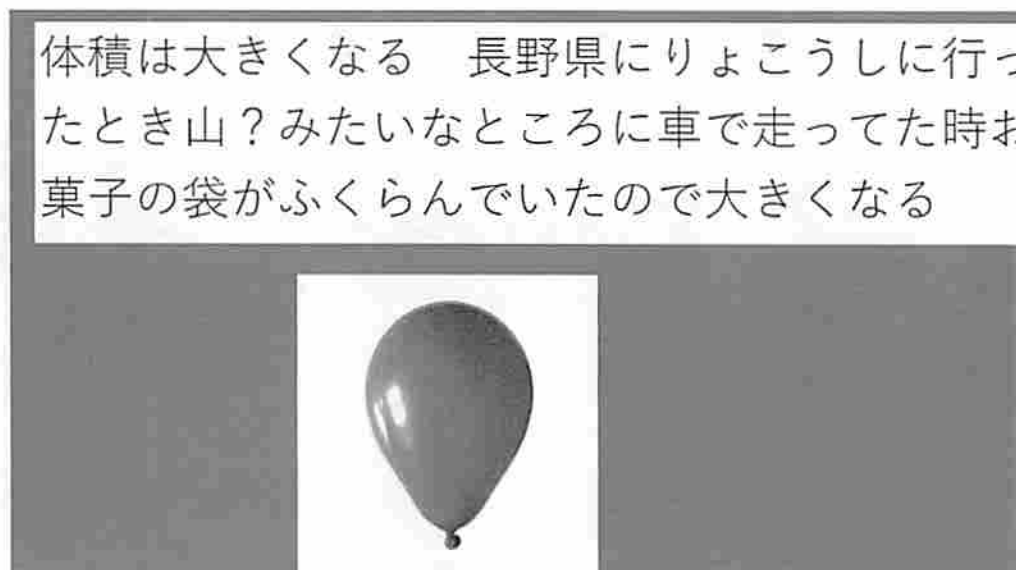 体積は大きくなる　長野県にりょこうしに行っ
たとき山？みたいなところに車で走ってた時お
菓子の袋がふくらんでいたので大きくなる